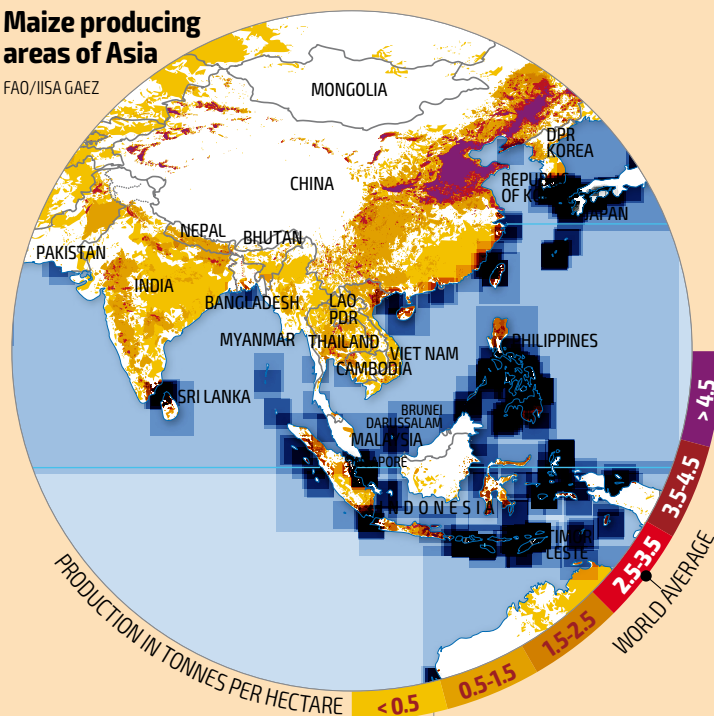 Maize producing
areas of Asia
FAO/IISA GAEZ
MONGOLIA
DPR
KOREA
CHINA
REPUBLIC
OF
JAPAN
NEPAL
BHUTAN
PAKISTAN
INDIA
BANGLADESH
LAO
PDR
MYANMAR
THAILAND
VIET NAM
PHILIPPINES
CAMBODIA
SRI LANKA
BRUNEI
DARUSSALAM
MALAYSIA
INDONESIA
LESTE
PRODUCTION IN TONNES PER HECTARE
< 0.5
0.5-1.5
1.5-2.5
2.5-3.5
3.5-4.5
> 4.5
WORLD AVERAGE